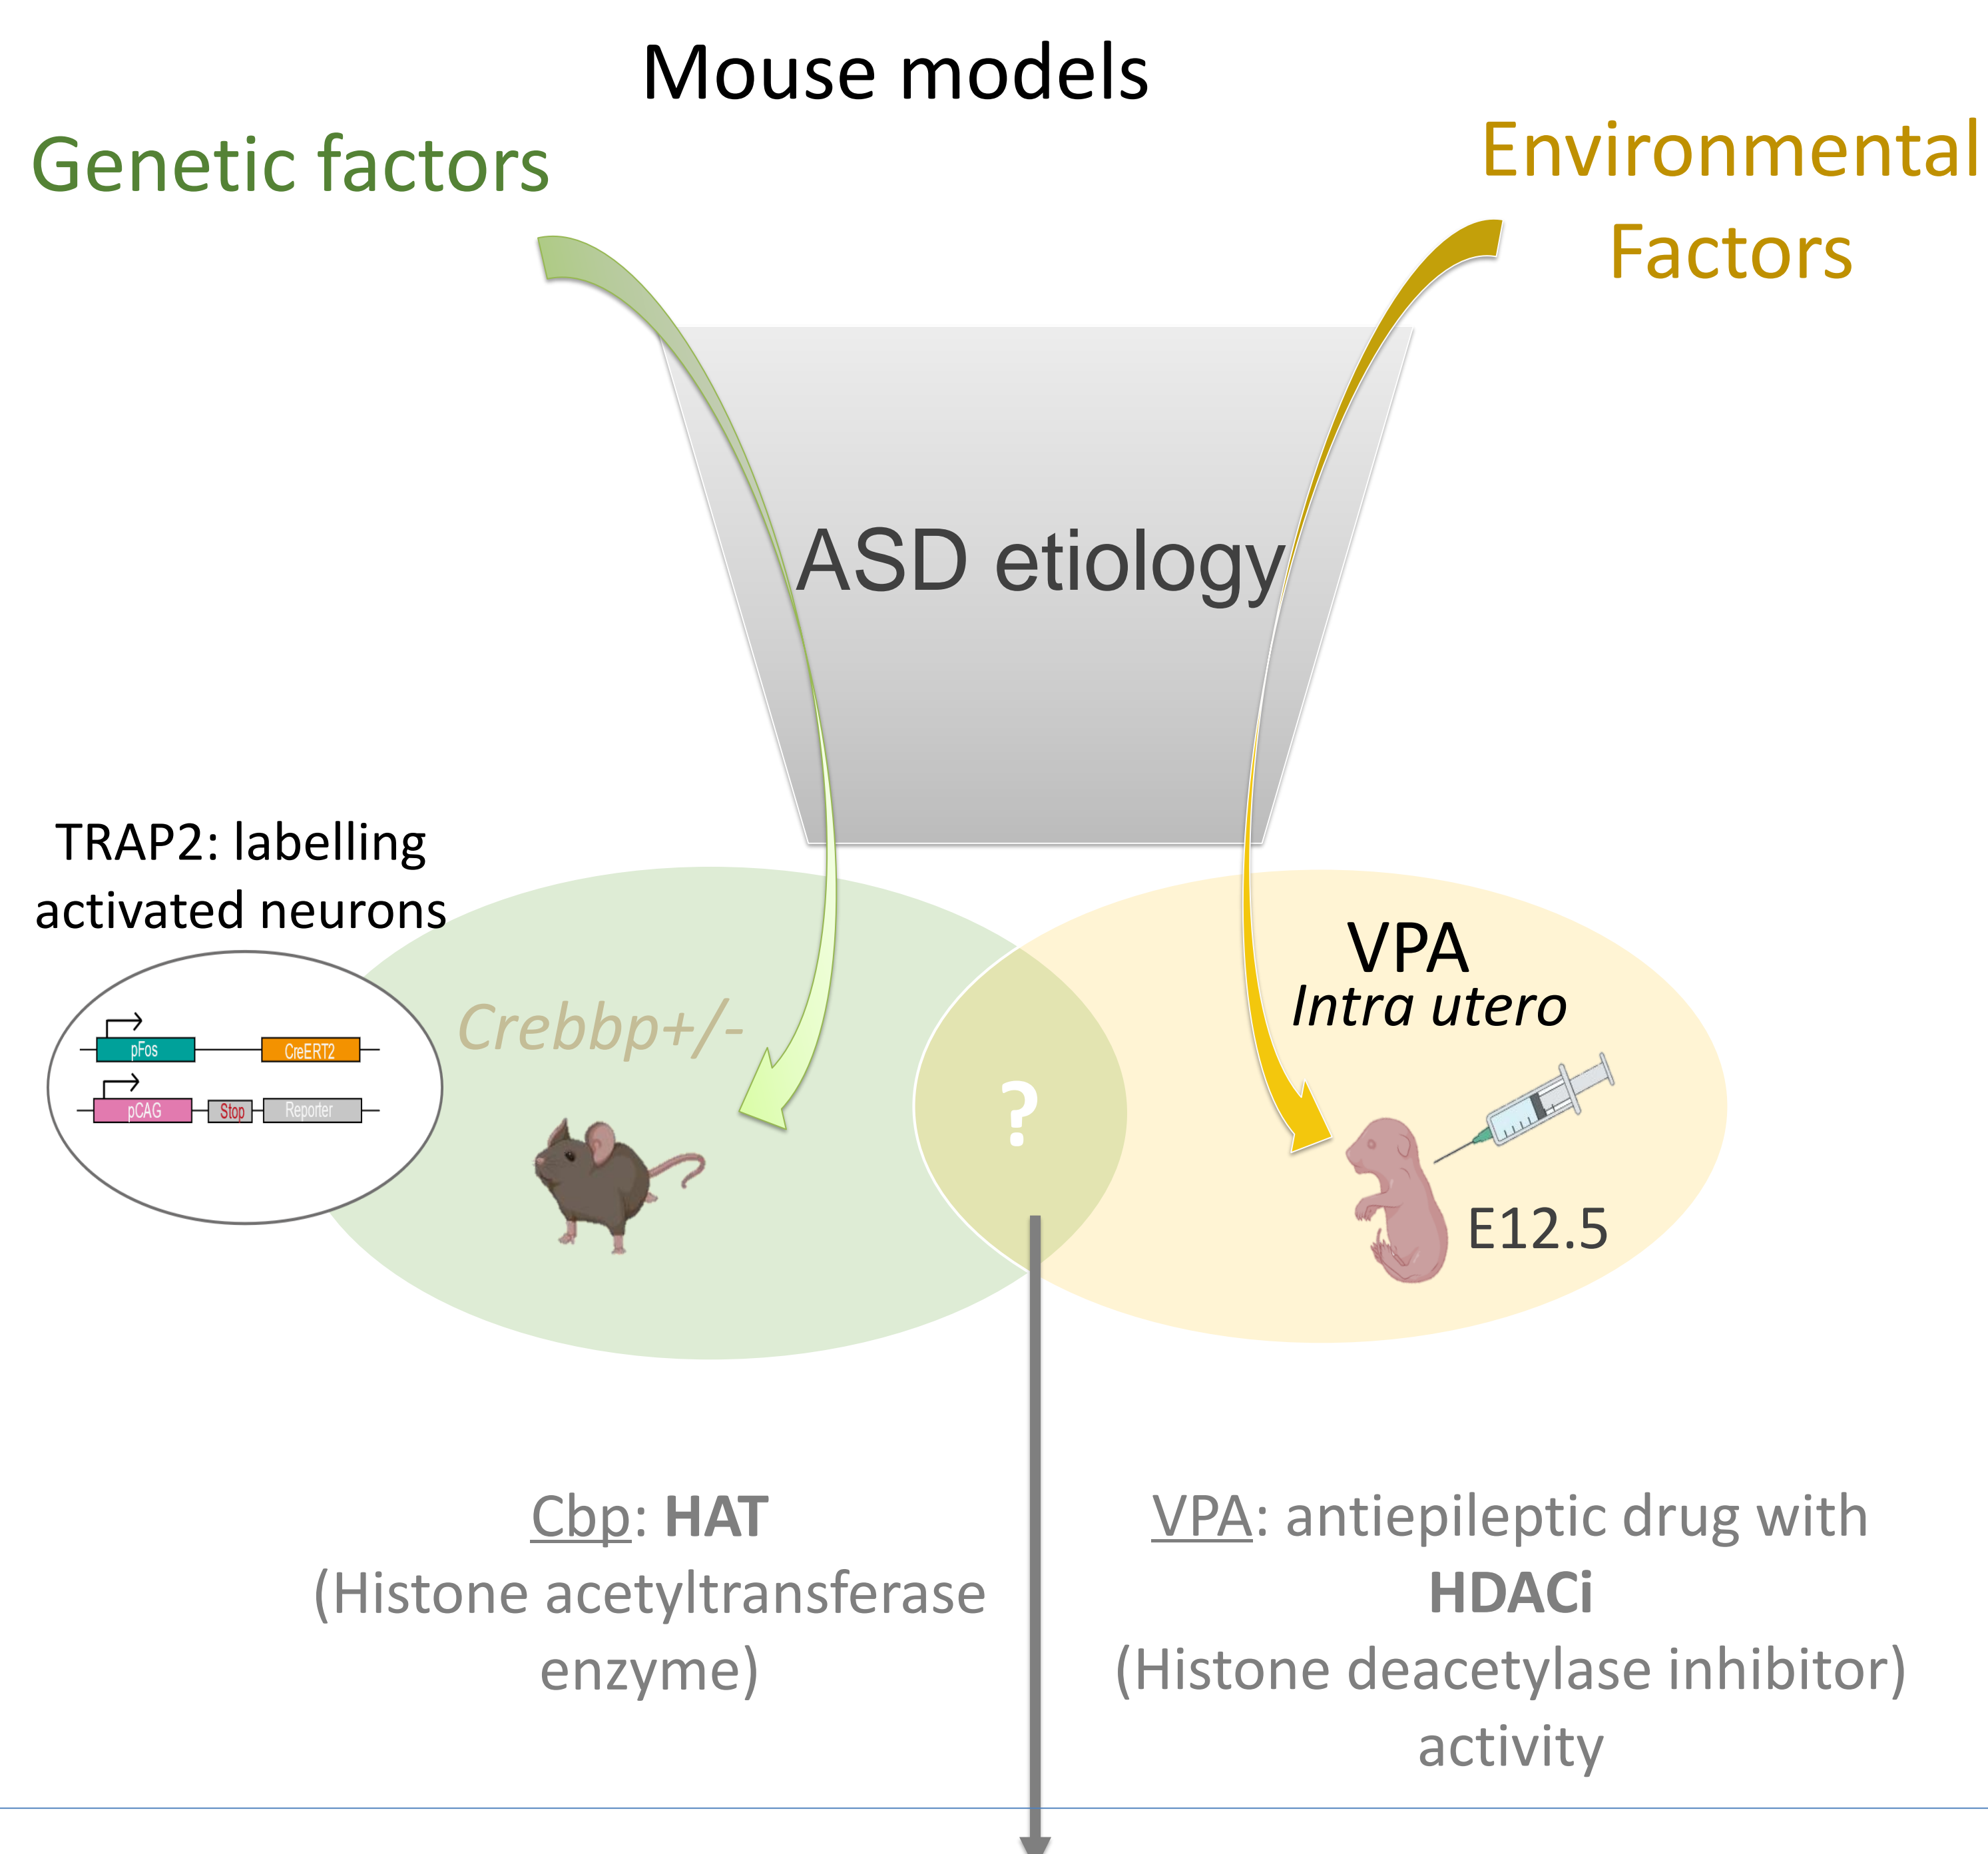 Mouse models
Genetic factors
Environmental
Factors
ASD etiology
TRAP2: labelling
activated neurons
pFos
CreERT2
pCAG
Stop
Reporter
Crebbp+/-
?
VPA
Intra utero
E12.5
Cbp: HAT
(Histone acetyltransferase
enzyme)
VPA: antiepileptic drug with
HDACi
(Histone deacetylase inhibitor)
activity